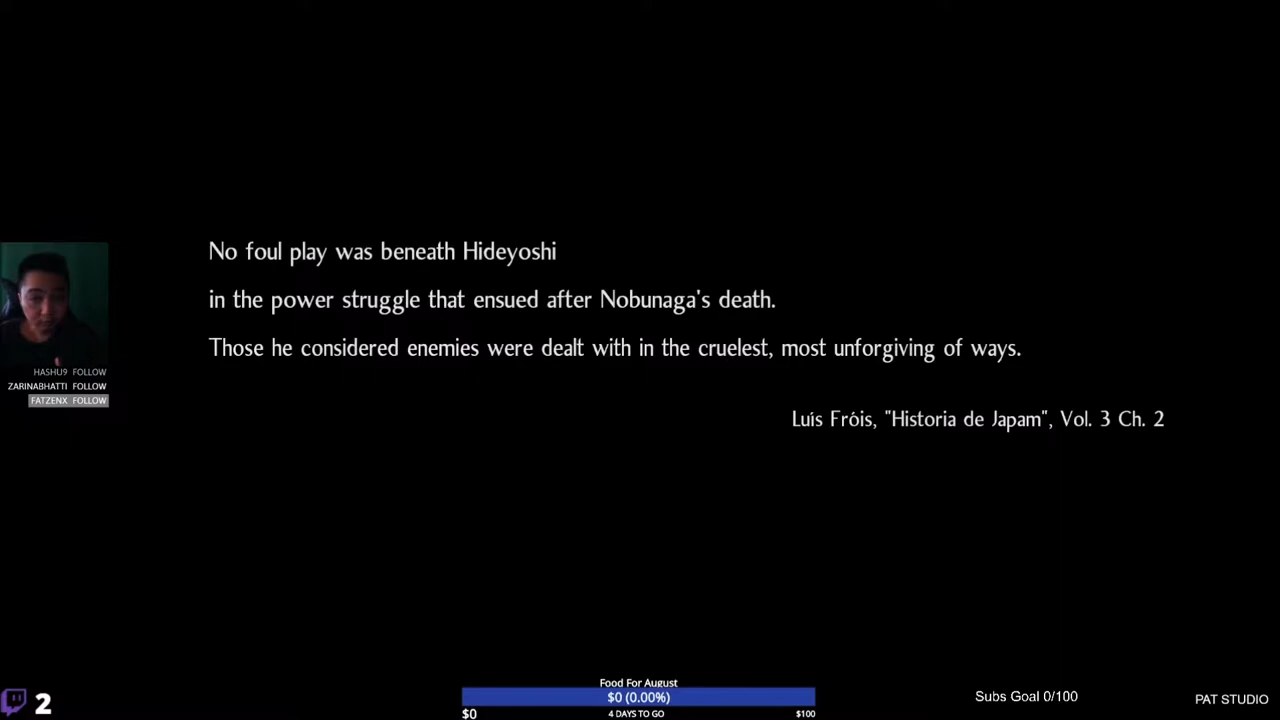 No foul play was beneath Hideyoshi
in the power struggle that ensued after Nobunaga's death.
Those he considered enemies were dealt with in the cruelest, most unforgiving of ways.
Luís Fróis, "Historia de Japam", Vol. 3 Ch. 2
HASHU9 FOLLOW
ZARINABHATTI FOLLOW
FATZENX FOLLOW
2
Food For August
$0 (0.00%)
$0 4 DAYS TO GO $100
Subs Goal 0/100
PAT STUDIO